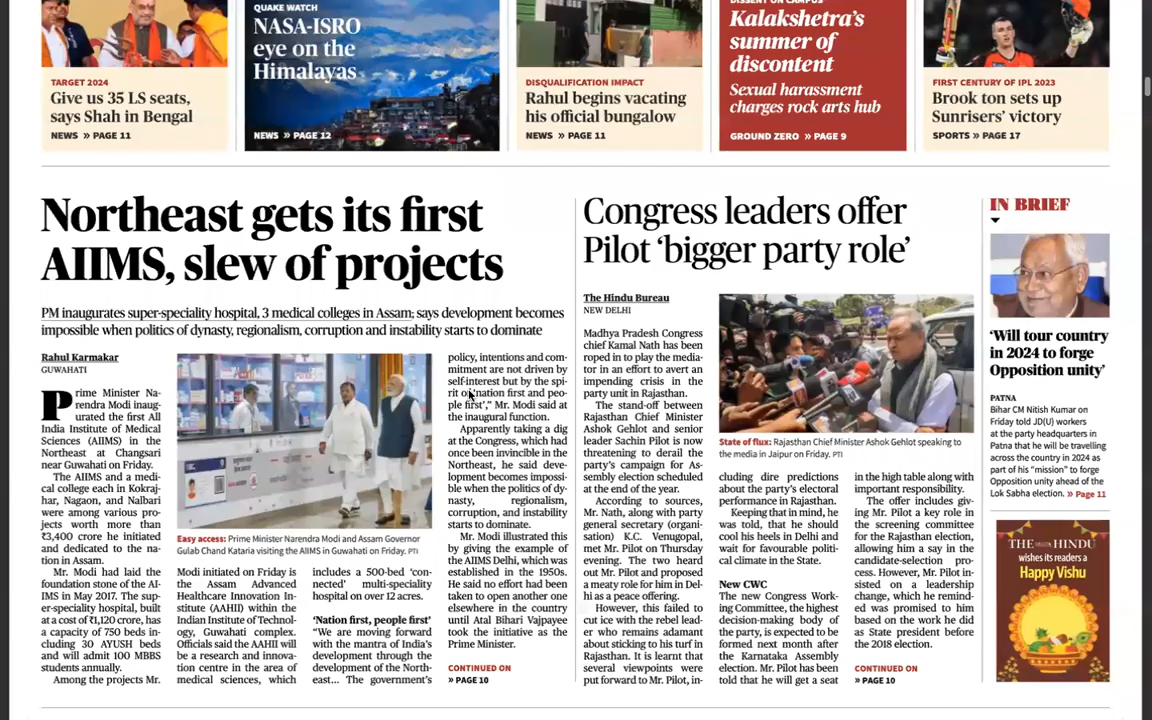 QUAKE WATCH
NASA-ISRO
eye on the
Himalayas
NEWS » PAGE 12
TARGET 2024
Give us 35 LS seats,
says Shah in Bengal
NEWS » PAGE 11
DISQUALIFICATION IMPACT
Rahul begins vacating
his official bungalow
NEWS » PAGE 11
DISSENT ON CAMPUS
Kalakshetra's
summer of
discontent
Sexual harassment
charges rock arts hub
GROUND ZERO » PAGE 9
FIRST CENTURY OF IPL 2023
Brook ton sets up
Sunrisers' victory
SPORTS » PAGE 17
Northeast gets its first
AIIMS, slew of projects
PM inaugurates super-speciality hospital, 3 medical colleges in Assam; says development becomes
impossible when politics of dynasty, regionalism, corruption and instability starts to dominate
Rahul Karmakar
GUWAHATI
Prime Minister Na-
rendra Modi inaug-
urated the first All
India Institute of Medical
Sciences (AIIMS) in the
Northeast at Changsari
near Guwahati on Friday.
The AIIMS and a medi-
cal college each in Kokraj-
har, Nagaon, and Nalbari
were among various pro-
jects worth more than
₹3,400 crore he initiated
and dedicated to the na-
tion in Assam.
Mr. Modi had laid the
foundation stone of the AI-
IMS in May 2017. The sup-
er-speciality hospital, built
at a cost of ₹1,120 crore, has
a capacity of 750 beds in-
cluding 30 AYUSH beds
and will admit 100 MBBS
students annually.
Among the projects Mr.
Easy access: Prime Minister Narendra Modi and Assam Governor
Gulab Chand Kataria visiting the AIIMS in Guwahati on Friday. PTI
Modi initiated on Friday is
the Assam Advanced
Healthcare Innovation In-
stitute (AAHII) within the
Indian Institute of Technol-
ogy, Guwahati complex.
Officials said the AAHII will
be a research and innova-
tion centre in the area of
medical sciences, which
includes a 500-bed 'con-
nected' multi-speciality
hospital on over 12 acres.
'Nation first, people first'
"We are moving forward
with the mantra of India's
development through the
development of the North-
east... The government's
policy, intentions and com-
mitment are not driven by
self-interest but by the spi-
rit of 'nation first and peo-
ple first'," Mr. Modi said at
the inaugural function.
Apparently taking a dig
at the Congress, which had
once been invincible in the
Northeast, he said deve-
lopment becomes impossi-
ble when the politics of dy-
nasty, regionalism,
corruption, and instability
starts to dominate.
Mr. Modi illustrated this
by giving the example of
the AIIMS Delhi, which was
established in the 1950s.
He said no effort had been
taken to open another one
elsewhere in the country
until Atal Bihari Vajpayee
took the initiative as the
Prime Minister.
CONTINUED ON
» PAGE 10
Congress leaders offer
Pilot 'bigger party role'
The Hindu Bureau
NEW DELHI
Madhya Pradesh Congress
chief Kamal Nath has been
roped in to play the media-
tor in an effort to avert an
impending crisis in the
party unit in Rajasthan.
The stand-off between
Rajasthan Chief Minister
Ashok Gehlot and senior
leader Sachin Pilot is now
threatening to derail the
party's campaign for As-
sembly election scheduled
at the end of the year.
According to sources,
Mr. Nath, along with party
general secretary (organi-
sation) K.C. Venugopal,
met Mr. Pilot on Thursday
evening. The two heard
out Mr. Pilot and proposed
a meaty role for him in Del-
hi as a peace offering.
However, this failed to
cut ice with the rebel lead-
er who remains adamant
about sticking to his turf in
Rajasthan. It is learnt that
several viewpoints were
put forward to Mr. Pilot, in-
State of flux: Rajasthan Chief Minister Ashok Gehlot speaking to
the media in Jaipur on Friday. PTI
cluding dire predictions
about the party's electoral
performance in Rajasthan.
Keeping that in mind, he
was told, that he should
cool his heels in Delhi and
wait for favourable politi-
cal climate in the State.
New CWC
The new Congress Work-
ing Committee, the highest
decision-making body of
the party, is expected to be
formed next month after
the Karnataka Assembly
election. Mr. Pilot has been
told that he will get a seat
in the high table along with
important responsibility.
The offer includes giv-
ing Mr. Pilot a key role in
the screening committee
for the Rajasthan election,
allowing him a say in the
candidate-selection pro-
cess. However, Mr. Pilot in-
sisted on a leadership
change, which he remind-
ed was promised to him
based on the work he did
as State president before
the 2018 election.
CONTINUED ON
» PAGE 10
IN BRIEF
'Will tour country
in 2024 to forge
Opposition unity'
PATNA
Bihar CM Nitish Kumar on
Friday told JD(U) workers
at the party headquarters in
Patna that he will be travelling
across the country in 2024 as
part of his "mission" to forge
Opposition unity ahead of the
Lok Sabha election. » Page 11
THE HINDU
wishes its readers a
Happy Vishu